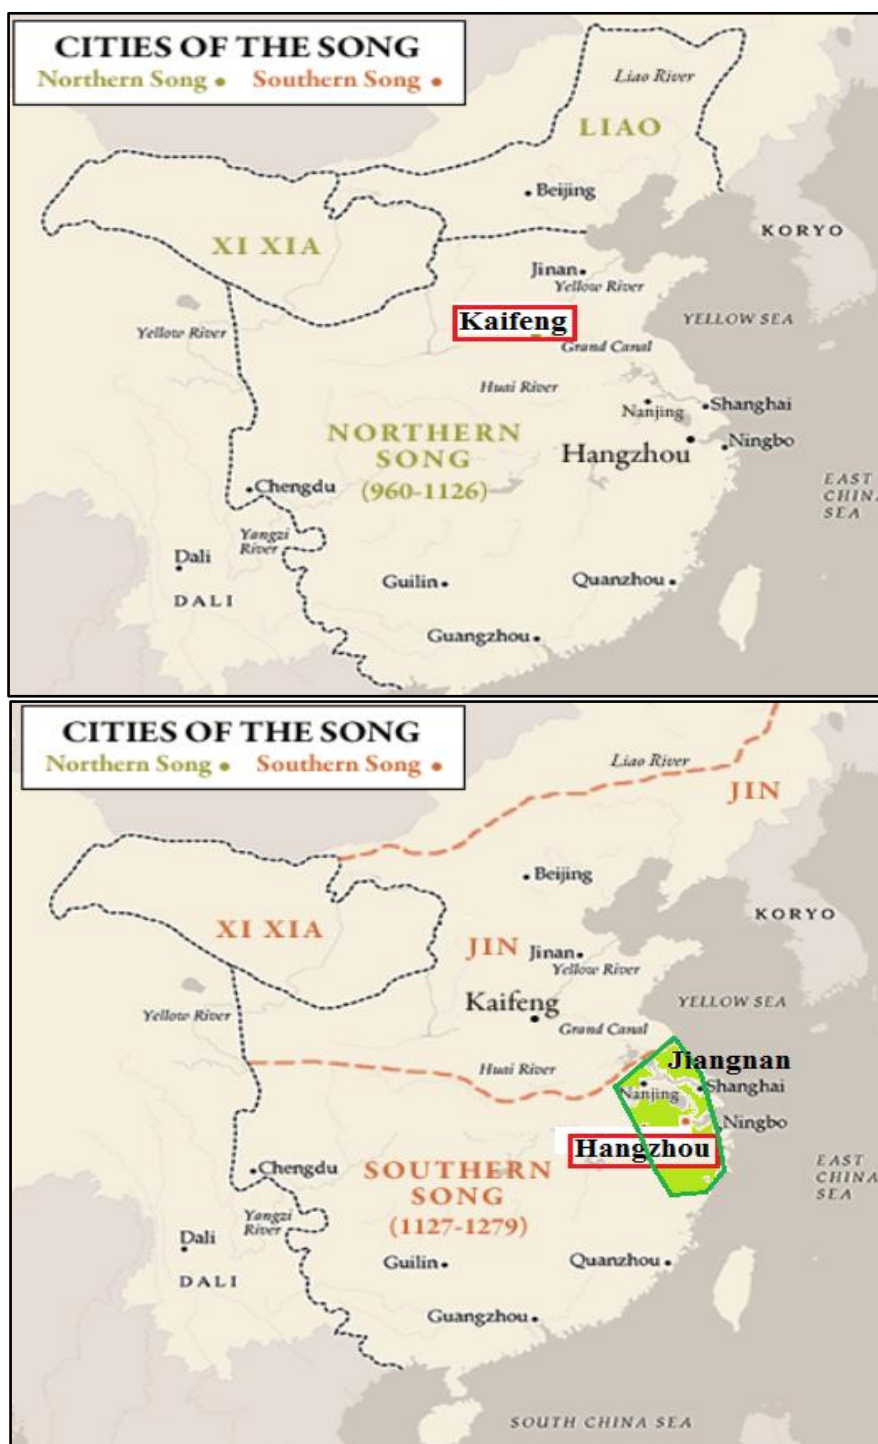 CITIES OF THE SONG
Northern Song • Southern Song •
Liao River
LIAO
Beijing
KORYO
XI XIA
Jinan
Yellow River
Kaifeng
YELLOW SEA
Yellow River
Grand Canal
Huai River
Nanjing
Shanghai
NORTHERN
SONG
(960-1126)
Hangzhou
Ningbo
EAST
CHINA
SEA
Chengdu
Yangzi
River
Dali
DALI
Guilin
Quanzhou
Guangzhou
CITIES OF THE SONG
Northern Song • Southern Song •
Liao River
JIN
Beijing
KORYO
XI XIA
JIN
Jinan
Yellow River
Kaifeng
YELLOW SEA
Yellow River
Grand Canal
Huai River
Jiangnan
Nanjing
Shanghai
Ningbo
Hangzhou
SOUTHERN
SONG
(1127-1279)
EAST
CHINA
SEA
Chengdu
Yangzi
River
Dali
DALI
Guilin
Quanzhou
Guangzhou
SOUTH CHINA SEA